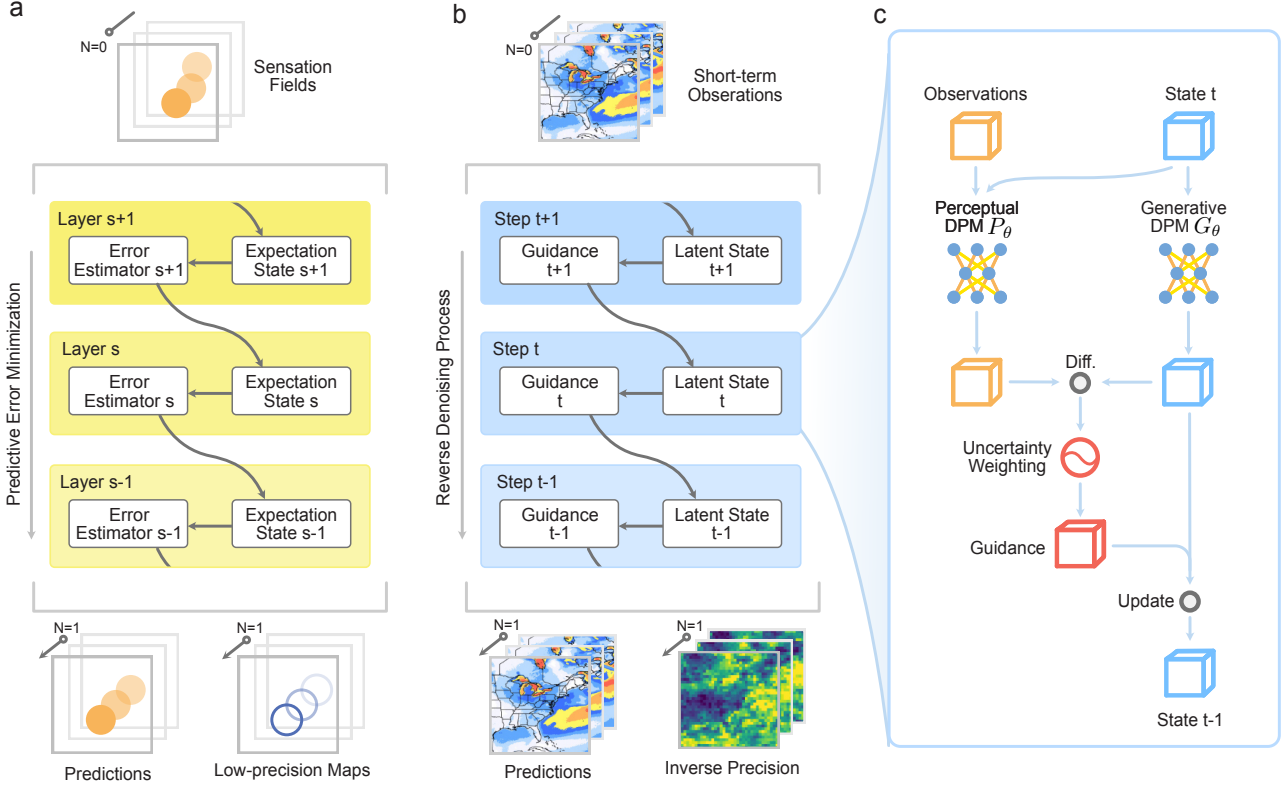 a
N=0
Sensation
Fields
Predictive Error Minimization
Layer s+1
Error
Estimator s+1
Expectation
State s+1
Layer s
Error
Estimator s
Expectation
State s
Layer s-1
Error
Estimator s-1
Expectation
State s-1
N=1
N=1
Predictions
Low-precision Maps
b
N=0
Short-term
Obserations
Reverse Denoising Process
Step t+1
Guidance
t+1
Latent State
t+1
Step t
Guidance
t
Latent State
t
Step t-1
Guidance
t-1
Latent State
t-1
N=1
N=1
Predictions
Inverse Precision
c
Observations
State t
Perceptual
DPM P_θ
Generative
DPM G_θ
Diff.
Uncertainty
Weighting
Guidance
Update
State t-1